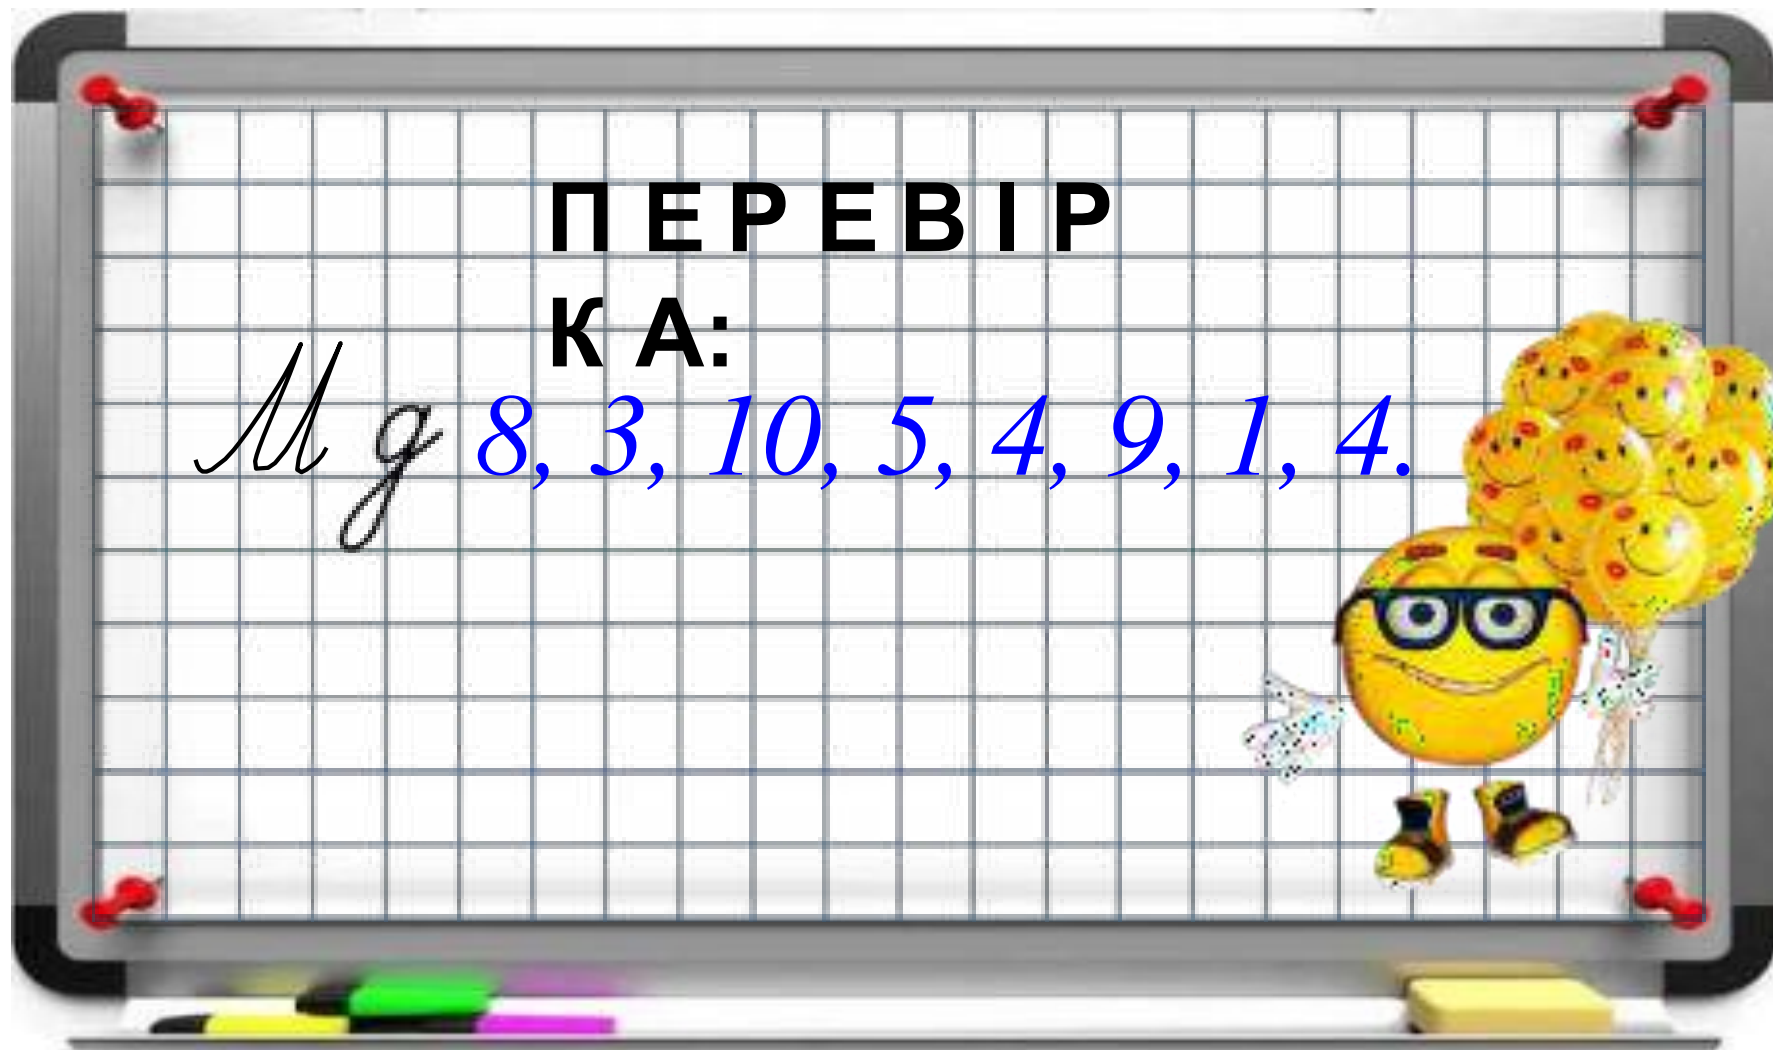 П Е Р Е В І Р
К А:
М д 8, 3, 10, 5, 4, 9, 1, 4.